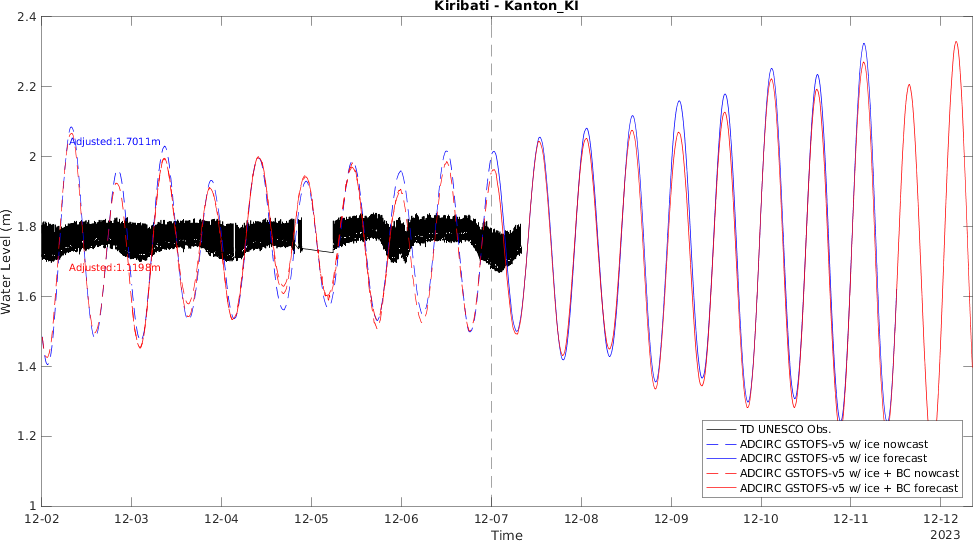 Kiribati - Kanton_KI
2.4
2.2
2
1.8
1.6
1.4
1.2
1
Water Level (m)
Adjusted:1.7011m
Adjusted:1.1198m
TD UNESCO Obs.
ADCIRC GSTOFS-v5 w/ ice nowcast
ADCIRC GSTOFS-v5 w/ ice forecast
ADCIRC GSTOFS-v5 w/ ice + BC nowcast
ADCIRC GSTOFS-v5 w/ ice + BC forecast
12-02 12-03 12-04 12-05 12-06 12-07 12-08 12-09 12-10 12-11 12-12
2023
Time